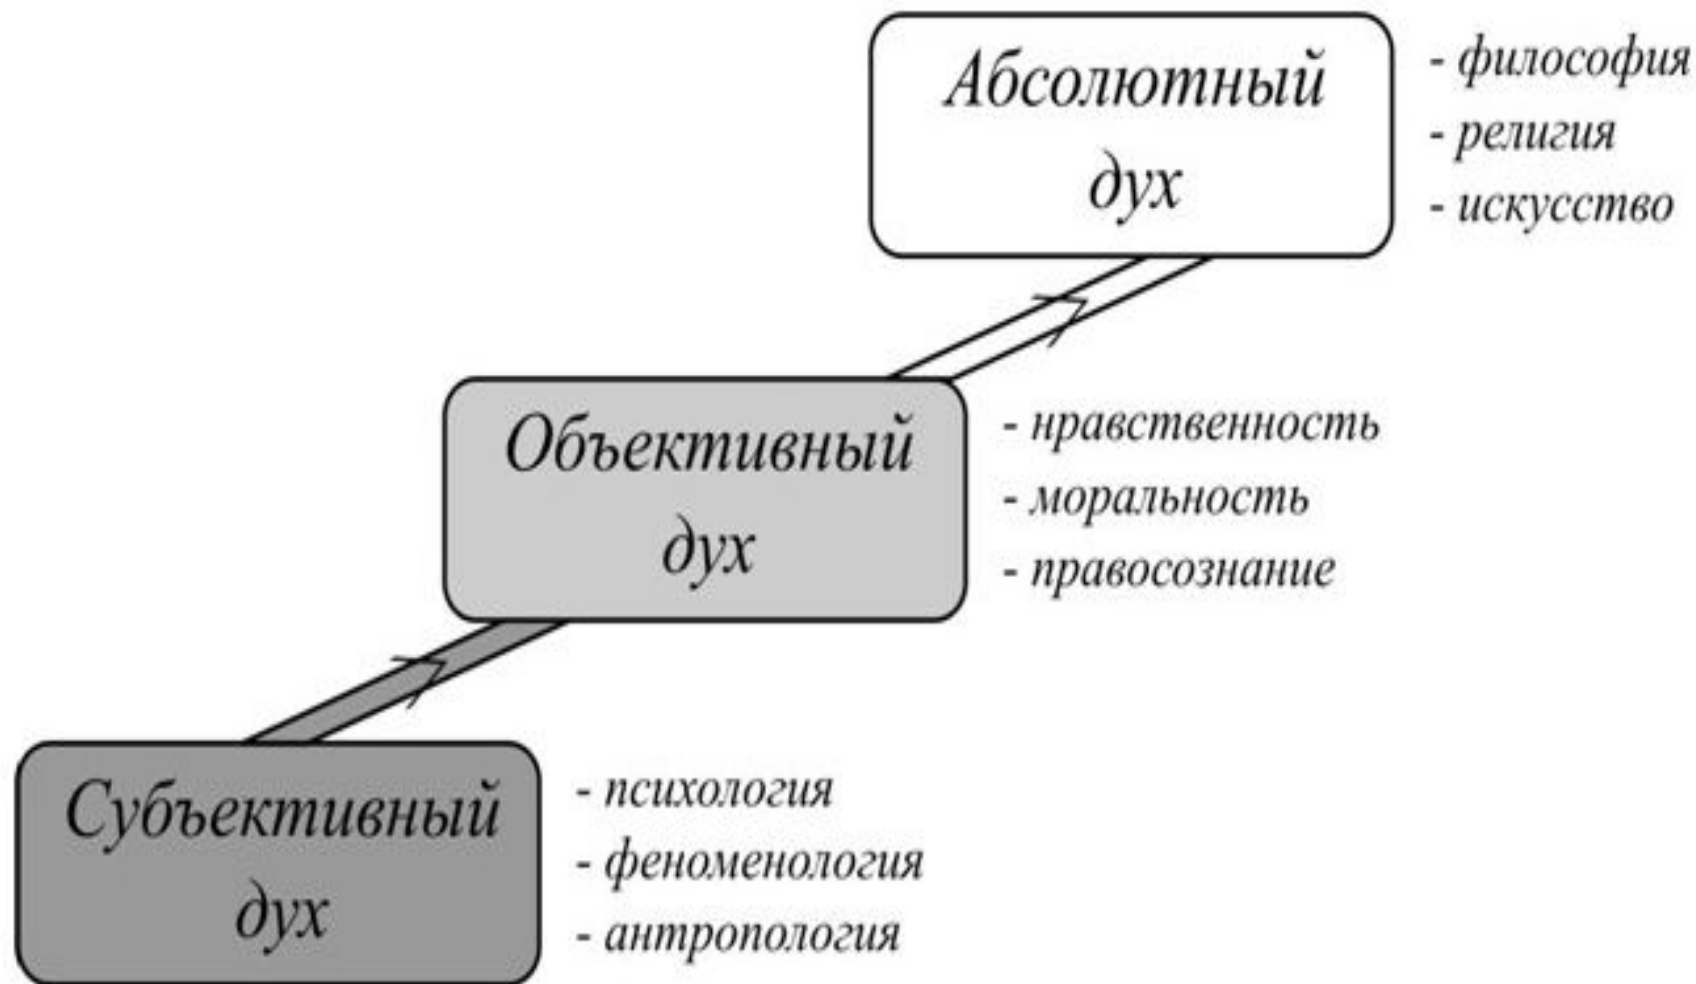 Абсолютный
дух
- философия
- религия
- искусство
Объективный
дух
- нравственность
- моральность
- правосознание
Субъективный
дух
- психология
- феноменология
- антропология